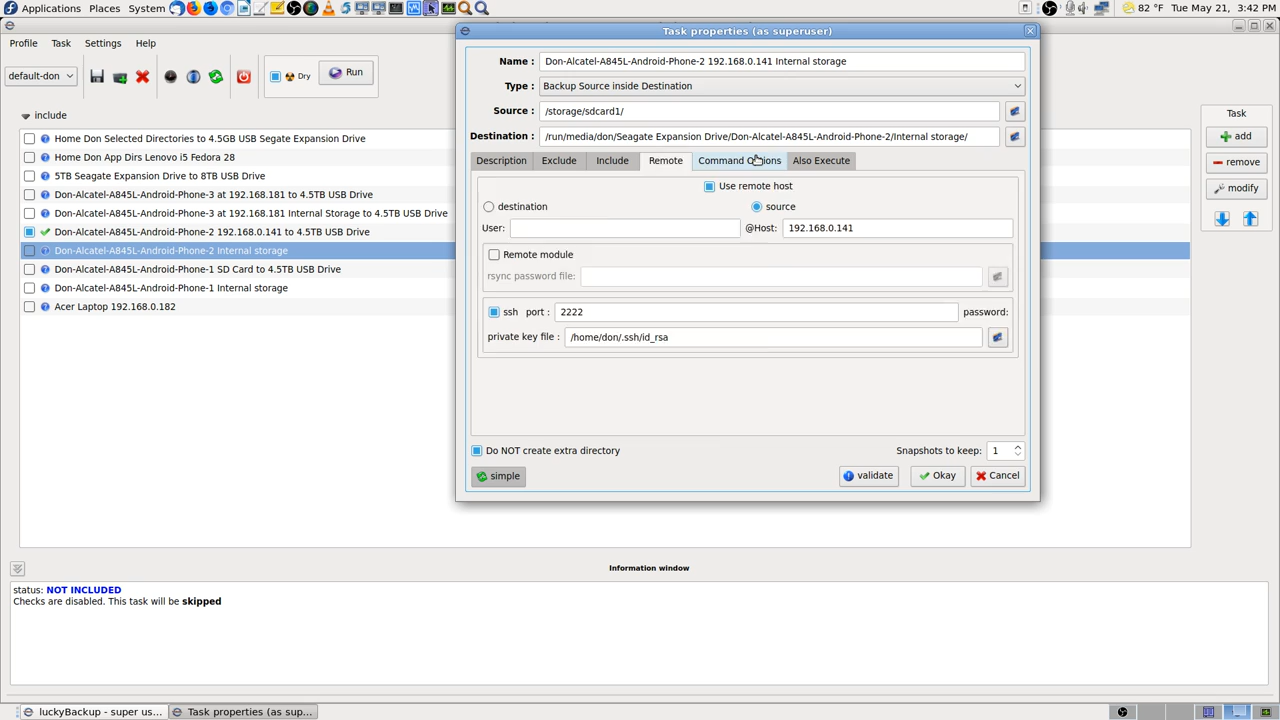 Applications Places System 82 °F Tue May 21, 3:42 PM
Profile Task Settings Help
default-don Dry Run
include
Home Don Selected Directories to 4.5GB USB Segate Expansion Drive
Home Don App Dirs Lenovo i5 Fedora 28
5TB Seagate Expansion Drive to 8TB USB Drive
Don-Alcatel-A845L-Android-Phone-3 at 192.168.181 to 4.5TB USB Drive
Don-Alcatel-A845L-Android-Phone-3 at 192.168.181 Internal Storage to 4.5TB USB Drive
Don-Alcatel-A845L-Android-Phone-2 192.168.0.141 to 4.5TB USB Drive
Don-Alcatel-A845L-Android-Phone-2 Internal storage
Don-Alcatel-A845L-Android-Phone-1 SD Card to 4.5TB USB Drive
Don-Alcatel-A845L-Android-Phone-1 Internal storage
Acer Laptop 192.168.0.182
Task
add
remove
modify
Task properties (as superuser)
Name : Don-Alcatel-A845L-Android-Phone-2 192.168.0.141 Internal storage
Type : Backup Source inside Destination
Source : /storage/sdcard1/
Destination : /run/media/don/Seagate Expansion Drive/Don-Alcatel-A845L-Android-Phone-2/Internal storage/
Description Exclude Include Remote Command Options Also Execute
Use remote host
destination source
User: @Host: 192.168.0.141
Remote module
rsync password file:
ssh port : 2222 password:
private key file : /home/don/.ssh/id_rsa
Do NOT create extra directory Snapshots to keep: 1
simple validate Okay Cancel
Information window
status: NOT INCLUDED
Checks are disabled. This task will be skipped
luckyBackup - super us... Task properties (as sup...